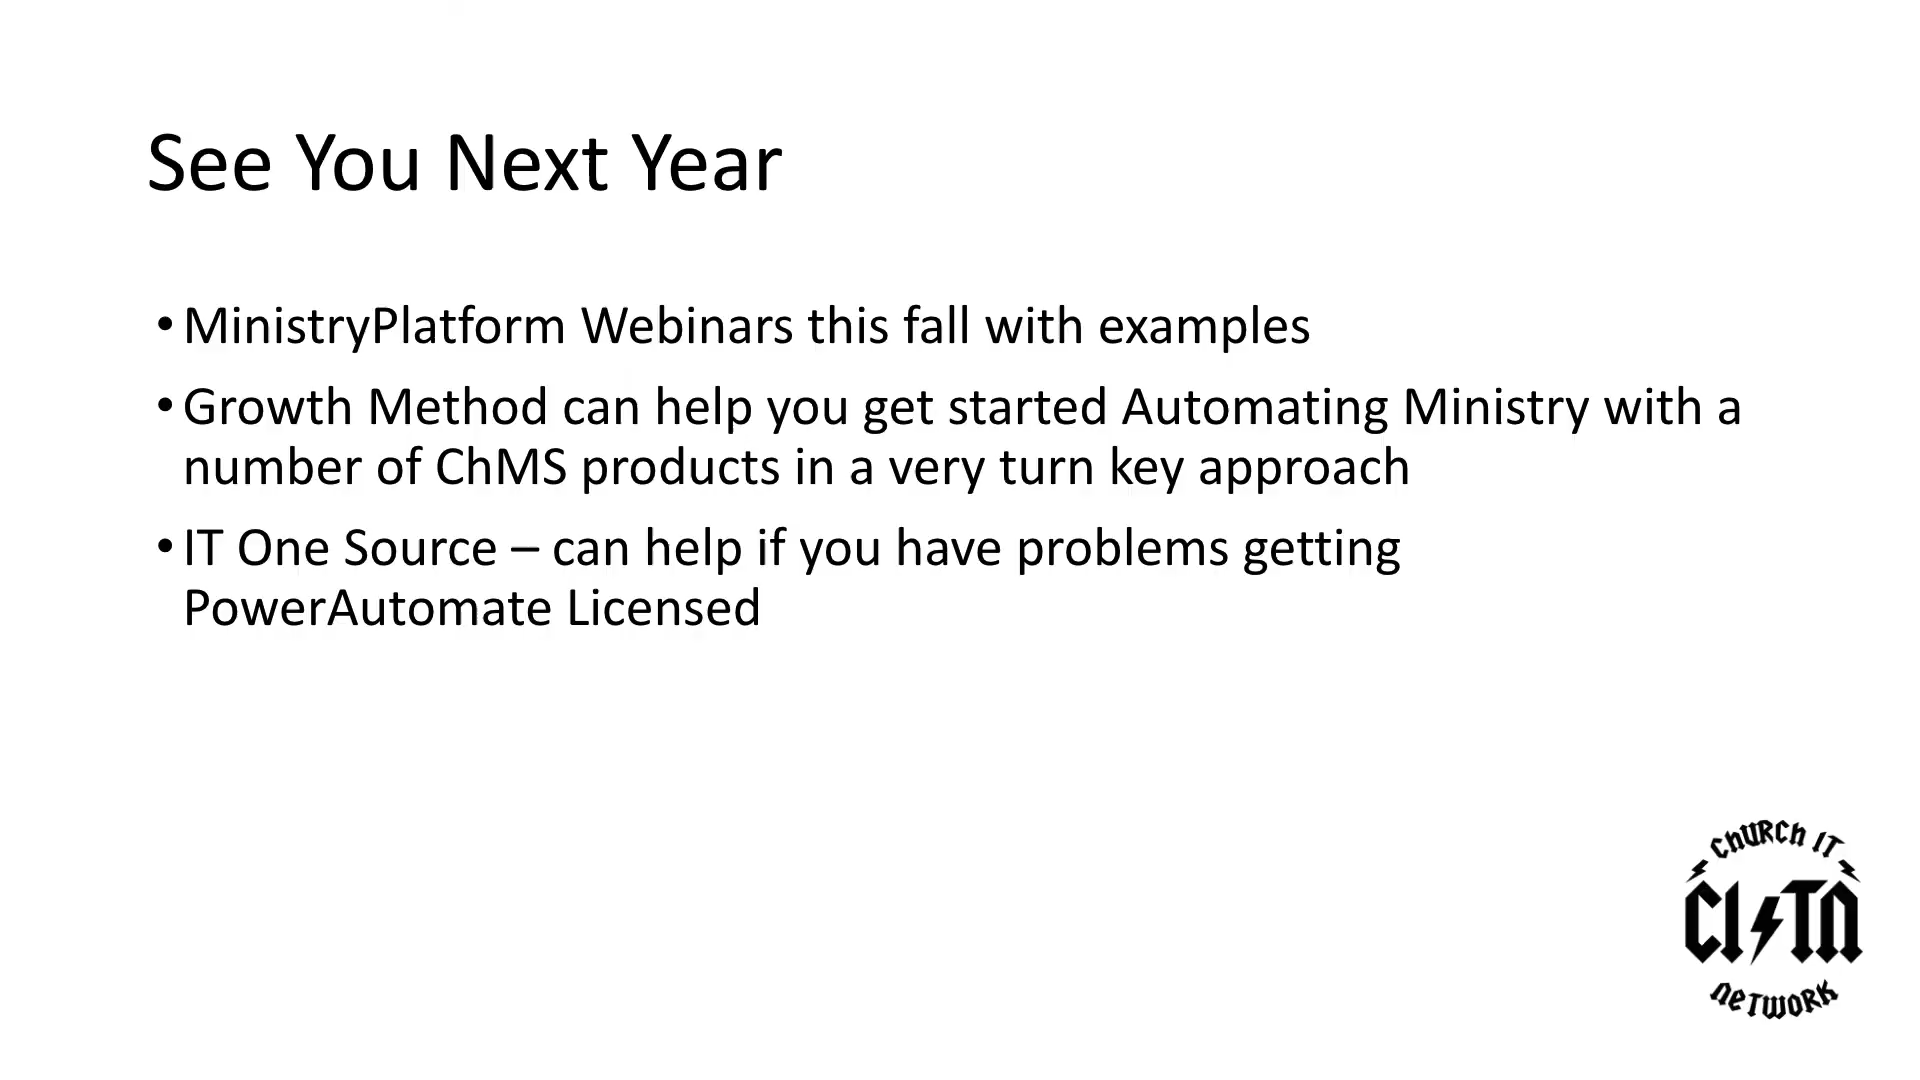 See You Next Year
• MinistryPlatform Webinars this fall with examples
• Growth Method can help you get started Automating Ministry with a
number of ChMS products in a very turn key approach
• IT One Source – can help if you have problems getting
PowerAutomate Licensed
CHURCH IT
CITN
NETWORK